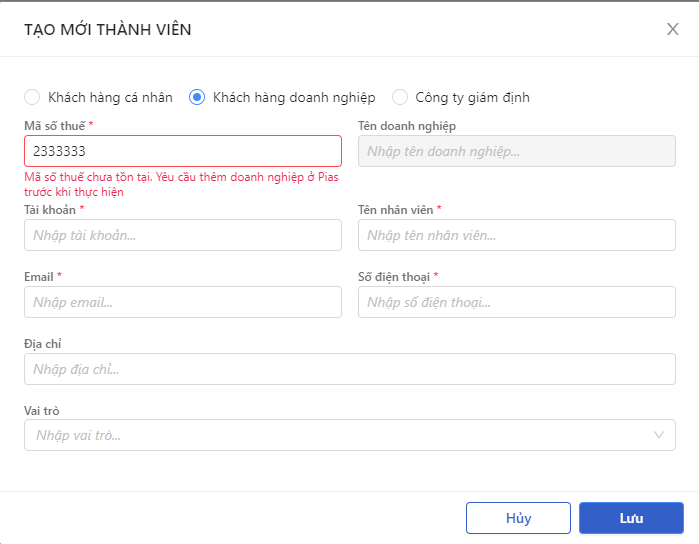 TẠO MỚI THÀNH VIÊN
Khách hàng cá nhân Khách hàng doanh nghiệp Công ty giám định
Mã số thuế * Tên doanh nghiệp
2333333 Nhập tên doanh nghiệp...
Mã số thuế chưa tồn tại. Yêu cầu thêm doanh nghiệp ở Pias
trước khi thực hiện
Tài khoản * Tên nhân viên *
Nhập tài khoản... Nhập tên nhân viên...
Email * Số điện thoại *
Nhập email... Nhập số điện thoại...
Địa chỉ
Nhập địa chỉ...
Vai trò
Nhập vai trò...
Hủy Lưu